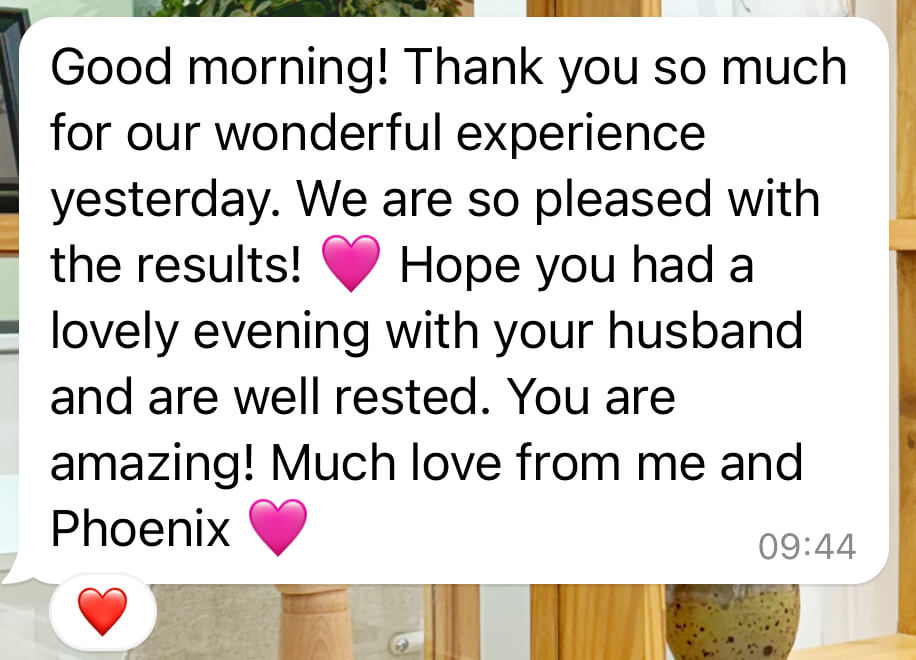 Good morning! Thank you so much
for our wonderful experience
yesterday. We are so pleased with
the results! 🩷 Hope you had a
lovely evening with your husband
and are well rested. You are
amazing! Much love from me and
Phoenix 🩷
09:44
❤️